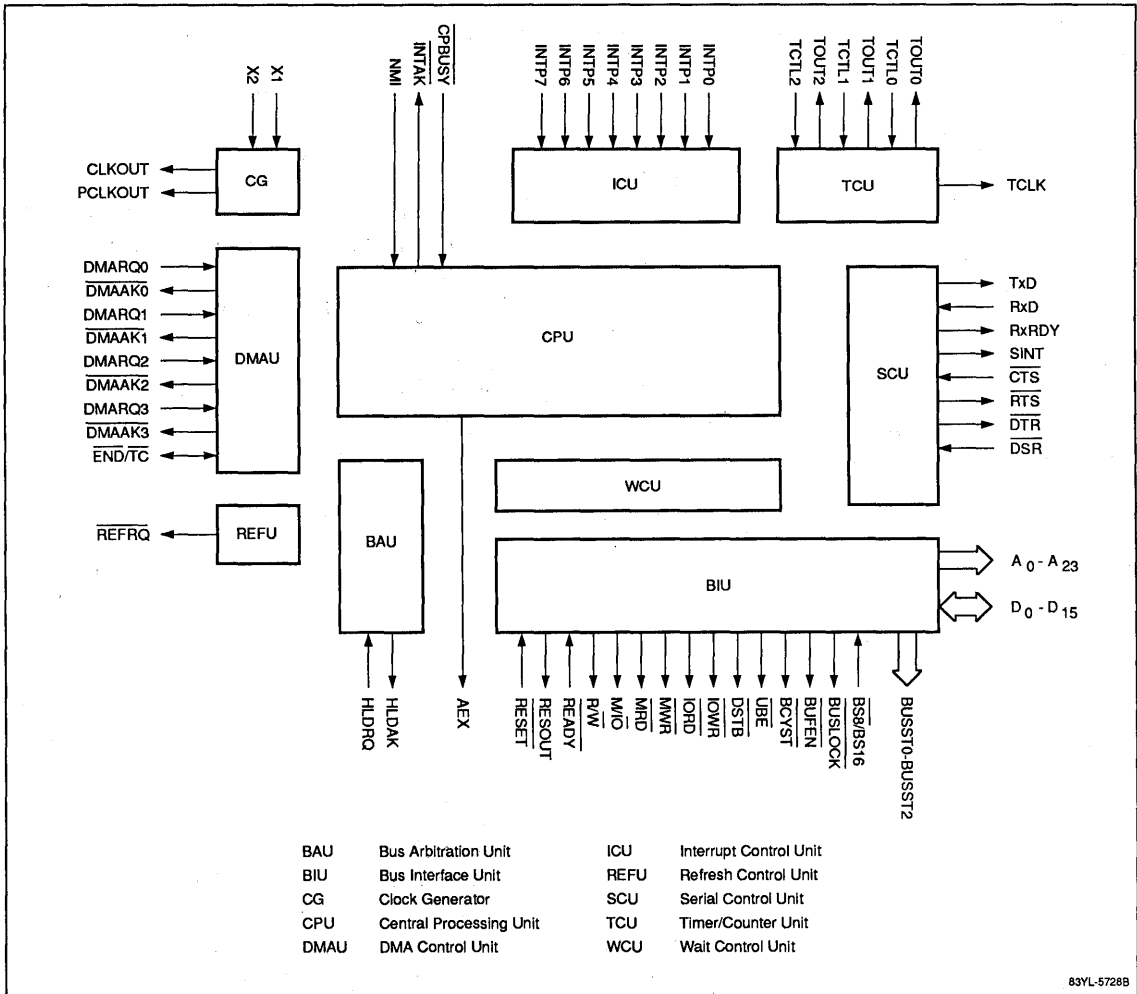 X2
X1
NMI
INTAK
CPBUSY
INTP7
INTP6
INTP5
INTP4
INTP3
INTP2
INTP1
INTP0
TCTL2
TOUT2
TCTL1
TOUT1
TCTL0
TOUT0
CLKOUT
PCLKOUT
CG
ICU
TCU
TCLK
DMARQ0
DMAAK0
DMARQ1
DMAAK1
DMARQ2
DMAAK2
DMARQ3
DMAAK3
END/TC
DMAU
CPU
SCU
TxD
RxD
RxRDY
SINT
CTS
RTS
DTR
DSR
REFRQ
REFU
BAU
WCU
BIU
A0 - A23
D0 - D15
HLDRQ
HLDAK
AEX
RESET
RESOUT
READY
R/W
M/IO
MRD
MWR
IORD
IOWR
DSTB
UBE
BCYST
BUFEN
BUSLOCK
BS8/BS16
BUSST0-BUSST2
BAU Bus Arbitration Unit
BIU Bus Interface Unit
CG Clock Generator
CPU Central Processing Unit
DMAU DMA Control Unit
ICU Interrupt Control Unit
REFU Refresh Control Unit
SCU Serial Control Unit
TCU Timer/Counter Unit
WCU Wait Control Unit
83YL-5728B